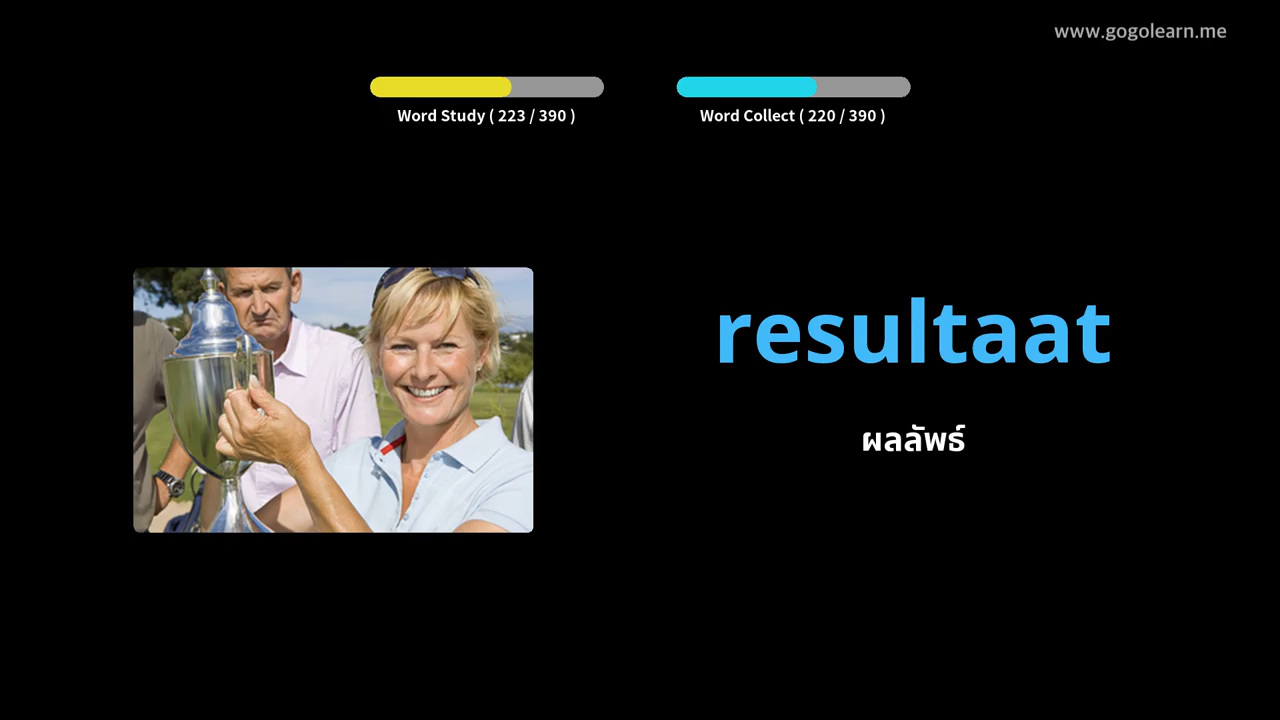 www.gogolearn.me
Word Study ( 223 / 390 )
Word Collect ( 220 / 390 )
resultaat
ผลลัพธ์